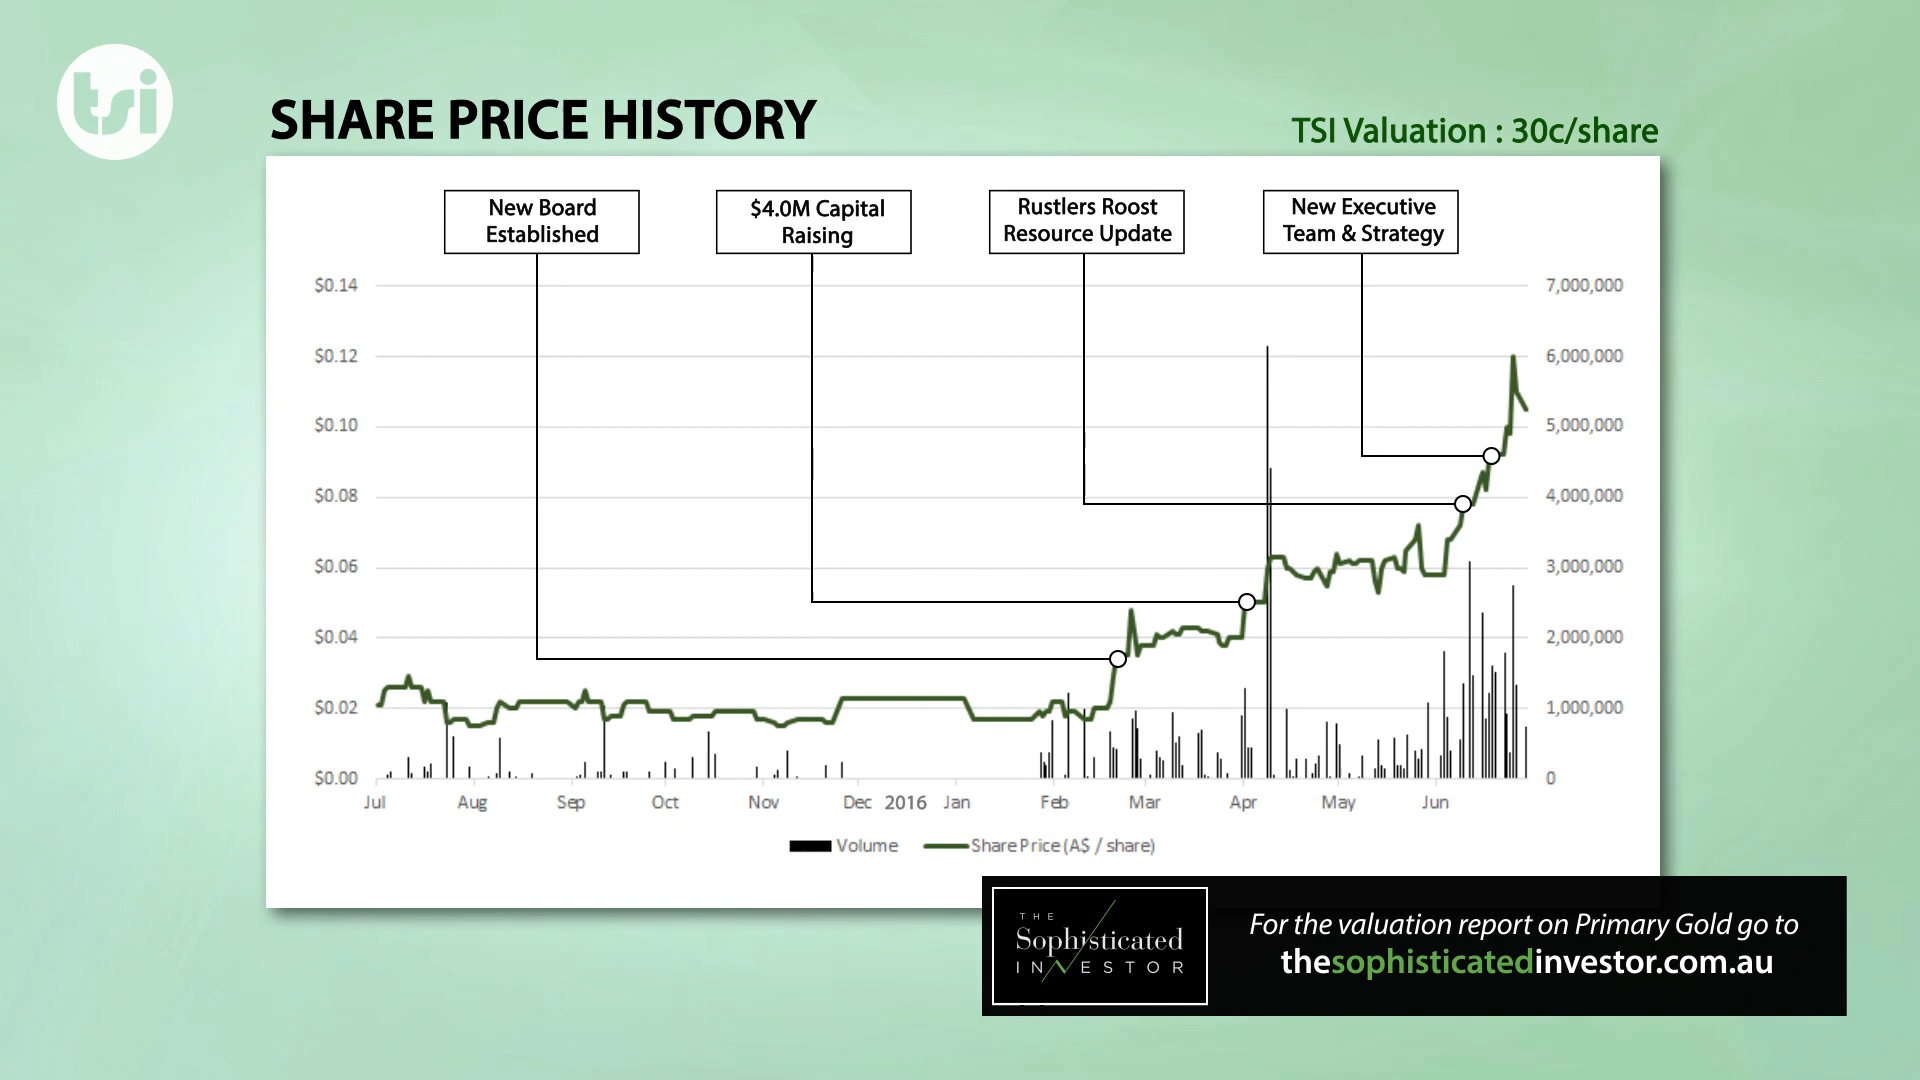 tsi
SHARE PRICE HISTORY
TSI Valuation : 30c/share
New Board
Established
$4.0M Capital
Raising
Rustlers Roost
Resource Update
New Executive
Team & Strategy
$0.14
7,000,000
$0.12
6,000,000
$0.10
5,000,000
$0.08
4,000,000
$0.06
3,000,000
$0.04
2,000,000
$0.02
1,000,000
$0.00
0
Jul Aug Sep Oct Nov Dec 2016 Jan Feb Mar Apr May Jun
Volume Share Price (A$ / share)
THE
Sophisticated
INVESTOR
For the valuation report on Primary Gold go to
thesophisticatedinvestor.com.au